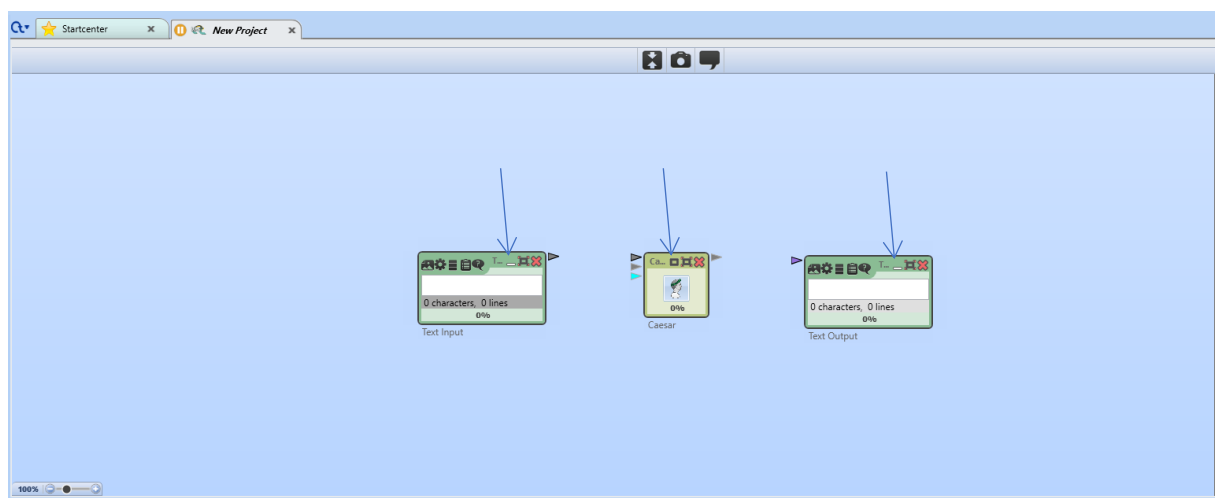 Startcenter
New Project
T...
0 characters, 0 lines
0%
Text Input
Ca...
0%
Caesar
T...
0 characters, 0 lines
0%
Text Output
100%